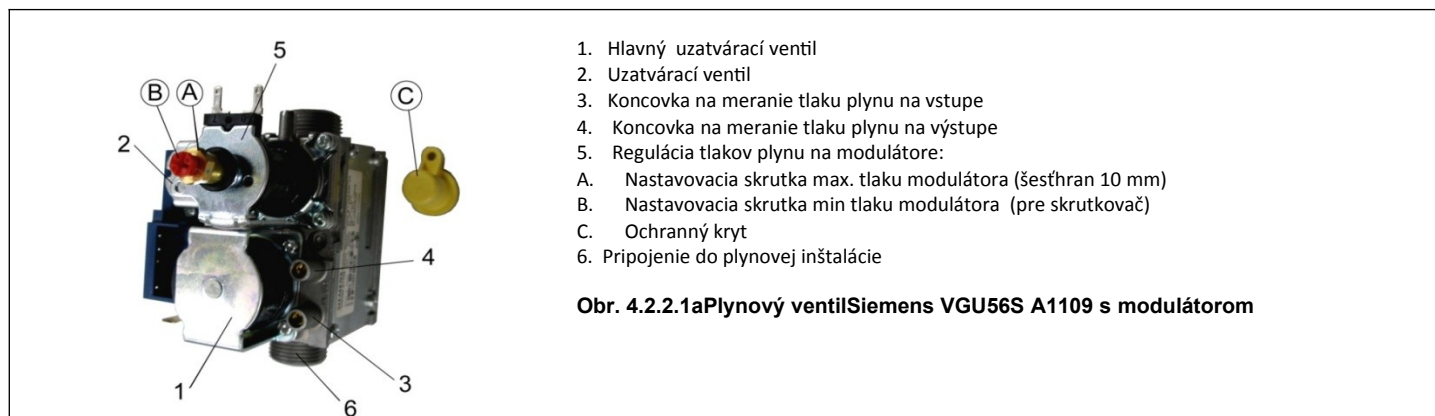 5
B A
C
2
4
3
1
6
1. Hlavný uzatvárací ventil
2. Uzatvárací ventil
3. Koncovka na meranie tlaku plynu na vstupe
4. Koncovka na meranie tlaku plynu na výstupe
5. Regulácia tlakov plynu na modulátore:
A. Nastavovacia skrutka max. tlaku modulátora (šesťhran 10 mm)
B. Nastavovacia skrutka min tlaku modulátora (pre skrutkovač)
C. Ochranný kryt
6. Pripojenie do plynovej inštalácie
Obr. 4.2.2.1aPlynový ventilSiemens VGU56S A1109 s modulátorom